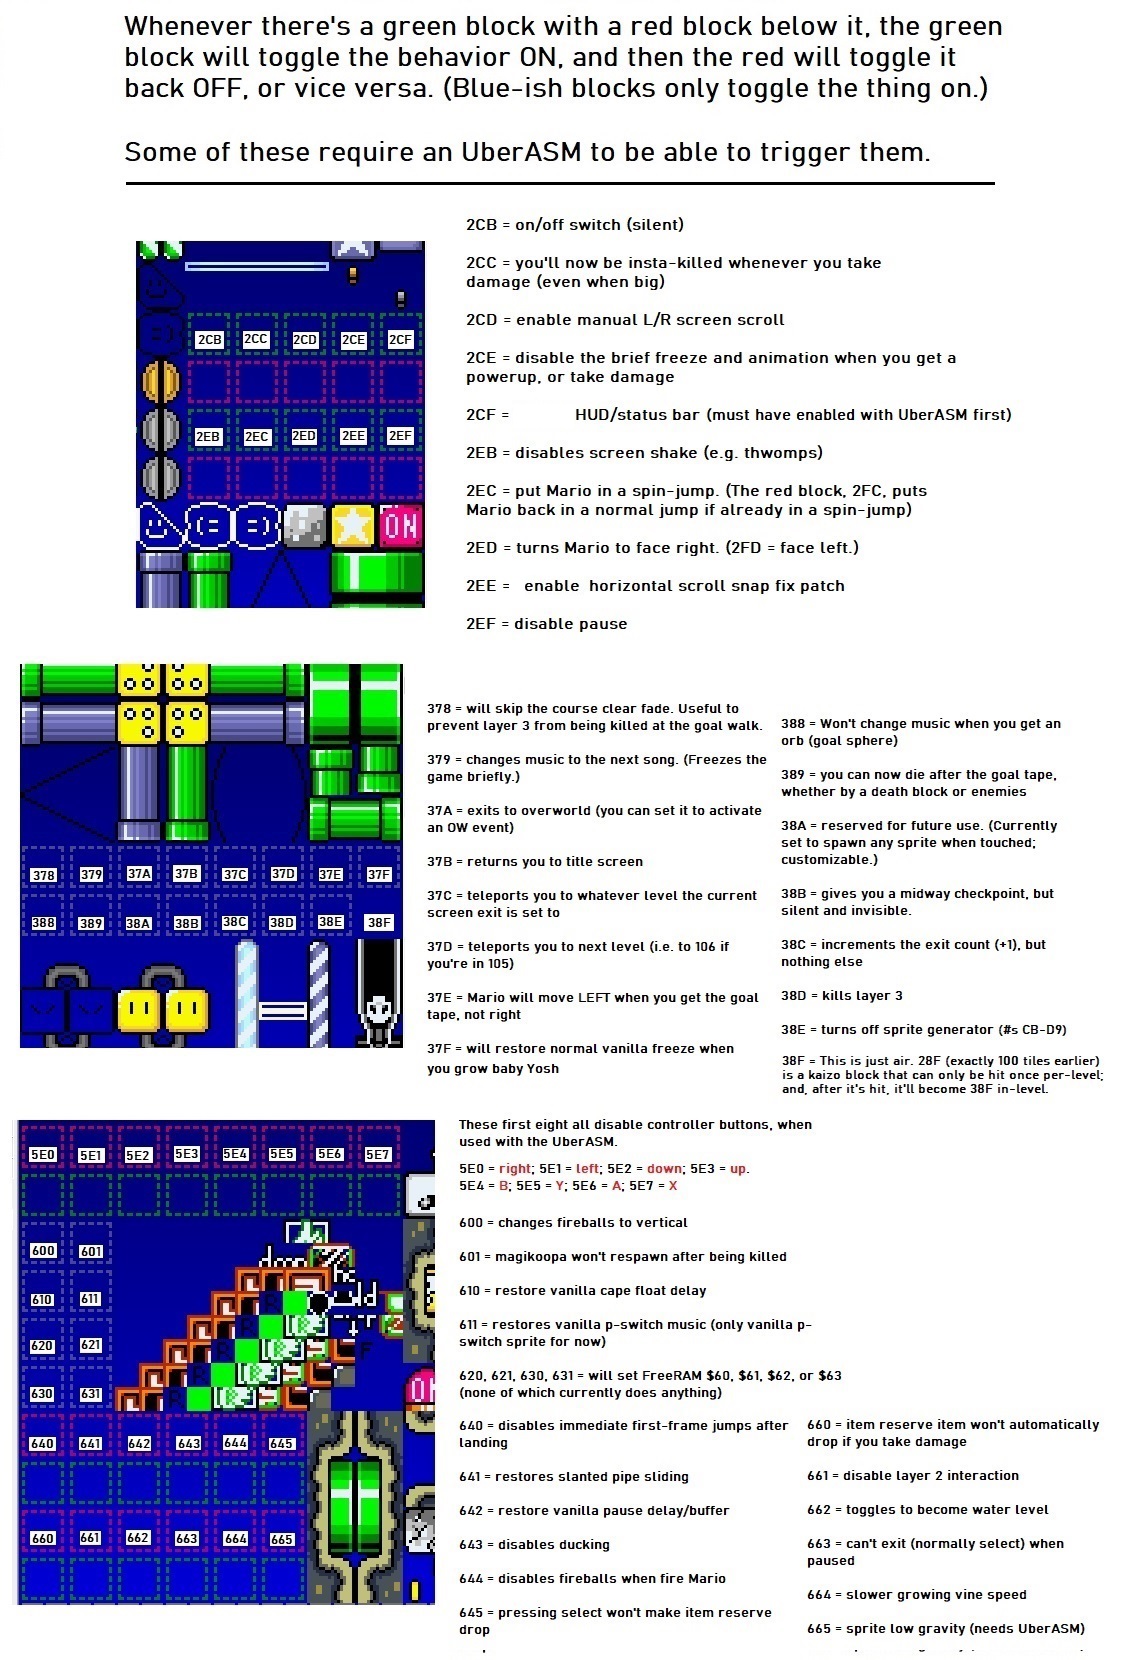 Whenever there's a green block with a red block below it, the green
block will toggle the behavior ON, and then the red will toggle it
back OFF, or vice versa. (Blue-ish blocks only toggle the thing on.)
Some of these require an UberASM to be able to trigger them.
2CB 2CC 2CD 2CE 2CF
2EB 2EC 2ED 2EE 2EF
ON
2CB = on/off switch (silent)
2CC = you'll now be insta-killed whenever you take
damage (even when big)
2CD = enable manual L/R screen scroll
2CE = disable the brief freeze and animation when you get a
powerup, or take damage
2CF = HUD/status bar (must have enabled with UberASM first)
2EB = disables screen shake (e.g. thwomps)
2EC = put Mario in a spin-jump. (The red block, 2FC, puts
Mario back in a normal jump if already in a spin-jump)
2ED = turns Mario to face right. (2FD = face left.)
2EE = enable horizontal scroll snap fix patch
2EF = disable pause
378 379 37A 37B 37C 37D 37E 37F
388 389 38A 38B 38C 38D 38E 38F
378 = will skip the course clear fade. Useful to
prevent layer 3 from being killed at the goal walk.
379 = changes music to the next song. (Freezes the
game briefly.)
37A = exits to overworld (you can set it to activate
an OW event)
37B = returns you to title screen
37C = teleports you to whatever level the current
screen exit is set to
37D = teleports you to next level (i.e. to 106 if
you're in 105)
37E = Mario will move LEFT when you get the goal
tape, not right
37F = will restore normal vanilla freeze when
you grow baby Yosh
388 = Won't change music when you get an
orb (goal sphere)
389 = you can now die after the goal tape,
whether by a death block or enemies
38A = reserved for future use. (Currently
set to spawn any sprite when touched;
customizable.)
38B = gives you a midway checkpoint, but
silent and invisible.
38C = increments the exit count (+1), but
nothing else
38D = kills layer 3
38E = turns off sprite generator (#s CB-D9)
38F = This is just air. 28F (exactly 100 tiles earlier)
is a kaizo block that can only be hit once per-level;
and, after it's hit, it'll become 38F in-level.
5E0 5E1 5E2 5E3 5E4 5E5 5E6 5E7
600 601
610 611
620 621
630 631
640 641 642 643 644 645
660 661 662 663 664 665
These first eight all disable controller buttons, when
used with the UberASM.
5E0 = right; 5E1 = left; 5E2 = down; 5E3 = up.
5E4 = B; 5E5 = Y; 5E6 = A; 5E7 = X
600 = changes fireballs to vertical
601 = magikoopa won't respawn after being killed
610 = restore vanilla cape float delay
611 = restores vanilla p-switch music (only vanilla p-
switch sprite for now)
620, 621, 630, 631 = will set FreeRAM $60, $61, $62, or $63
(none of which currently does anything)
640 = disables immediate first-frame jumps after
landing
641 = restores slanted pipe sliding
642 = restore vanilla pause delay/buffer
643 = disables ducking
644 = disables fireballs when fire Mario
645 = pressing select won't make item reserve
drop
660 = item reserve item won't automatically
drop if you take damage
661 = disable layer 2 interaction
662 = toggles to become water level
663 = can't exit (normally select) when
paused
664 = slower growing vine speed
665 = sprite low gravity (needs UberASM)